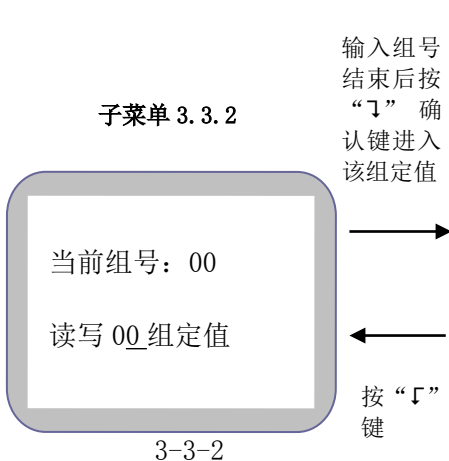 输入组号
结束后按
“↴” 确
认键进入
该组定值
子菜单 3.3.2
当前组号：00
读写 00 组定值
按“↱”
键
3-3-2